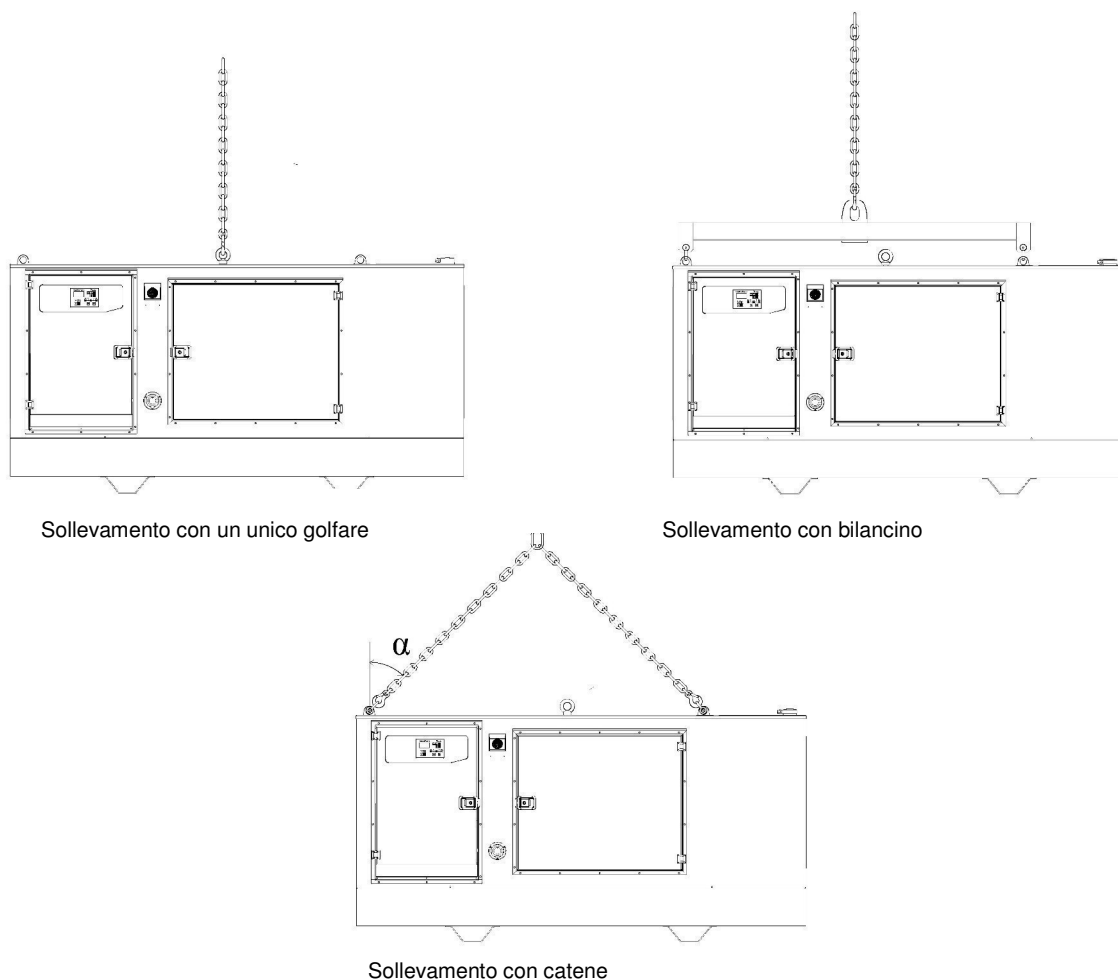 Sollevamento con un unico golfare
Sollevamento con bilancino
α
Sollevamento con catene